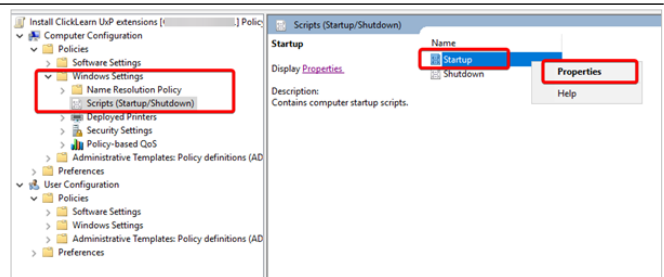 Install ClickLearn UxP extensions [ .] Policy
Computer Configuration
Policies
Software Settings
Windows Settings
Name Resolution Policy
Scripts (Startup/Shutdown)
Deployed Printers
Security Settings
Policy-based QoS
Administrative Templates: Policy definitions (AD
Preferences
User Configuration
Policies
Software Settings
Windows Settings
Administrative Templates: Policy definitions (AD
Preferences
Scripts (Startup/Shutdown)
Startup
Display Properties
Description:
Contains computer startup scripts.
Name
Startup
Shutdown
Properties
Help